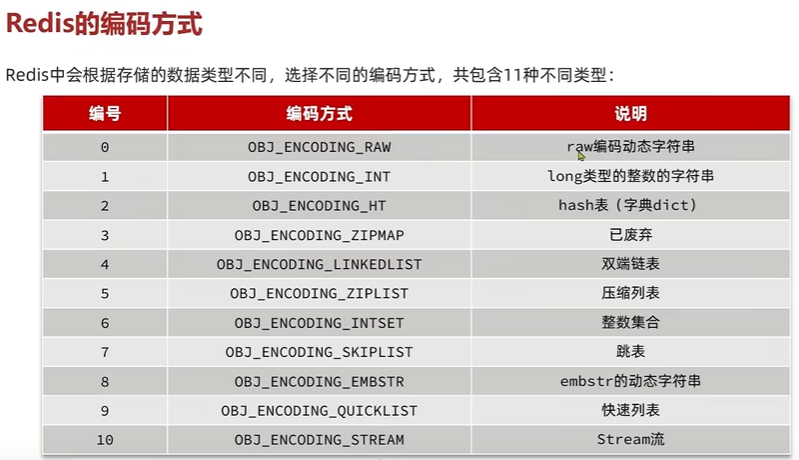 Redis的编码方式
Redis中会根据存储的数据类型不同，选择不同的编码方式，共包含11种不同类型：
编号 编码方式 说明
0 OBJ_ENCODING_RAW raw编码动态字符串
1 OBJ_ENCODING_INT long类型的整数的字符串
2 OBJ_ENCODING_HT hash表（字典dict）
3 OBJ_ENCODING_ZIPMAP 已废弃
4 OBJ_ENCODING_LINKEDLIST 双端链表
5 OBJ_ENCODING_ZIPLIST 压缩列表
6 OBJ_ENCODING_INTSET 整数集合
7 OBJ_ENCODING_SKIPLIST 跳表
8 OBJ_ENCODING_EMBSTR embstr的动态字符串
9 OBJ_ENCODING_QUICKLIST 快速列表
10 OBJ_ENCODING_STREAM Stream流